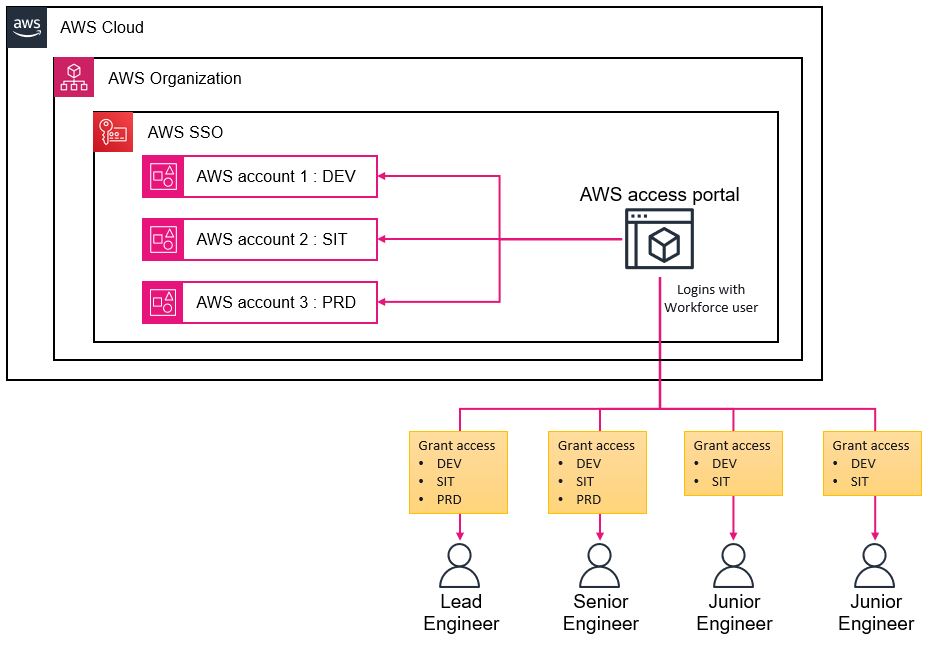 aws
AWS Cloud
AWS Organization
AWS SSO
AWS account 1 : DEV
AWS account 2 : SIT
AWS account 3 : PRD
AWS access portal
Logins with
Workforce user
Grant access
• DEV
• SIT
• PRD
Grant access
• DEV
• SIT
• PRD
Grant access
• DEV
• SIT
Grant access
• DEV
• SIT
Lead
Engineer
Senior
Engineer
Junior
Engineer
Junior
Engineer